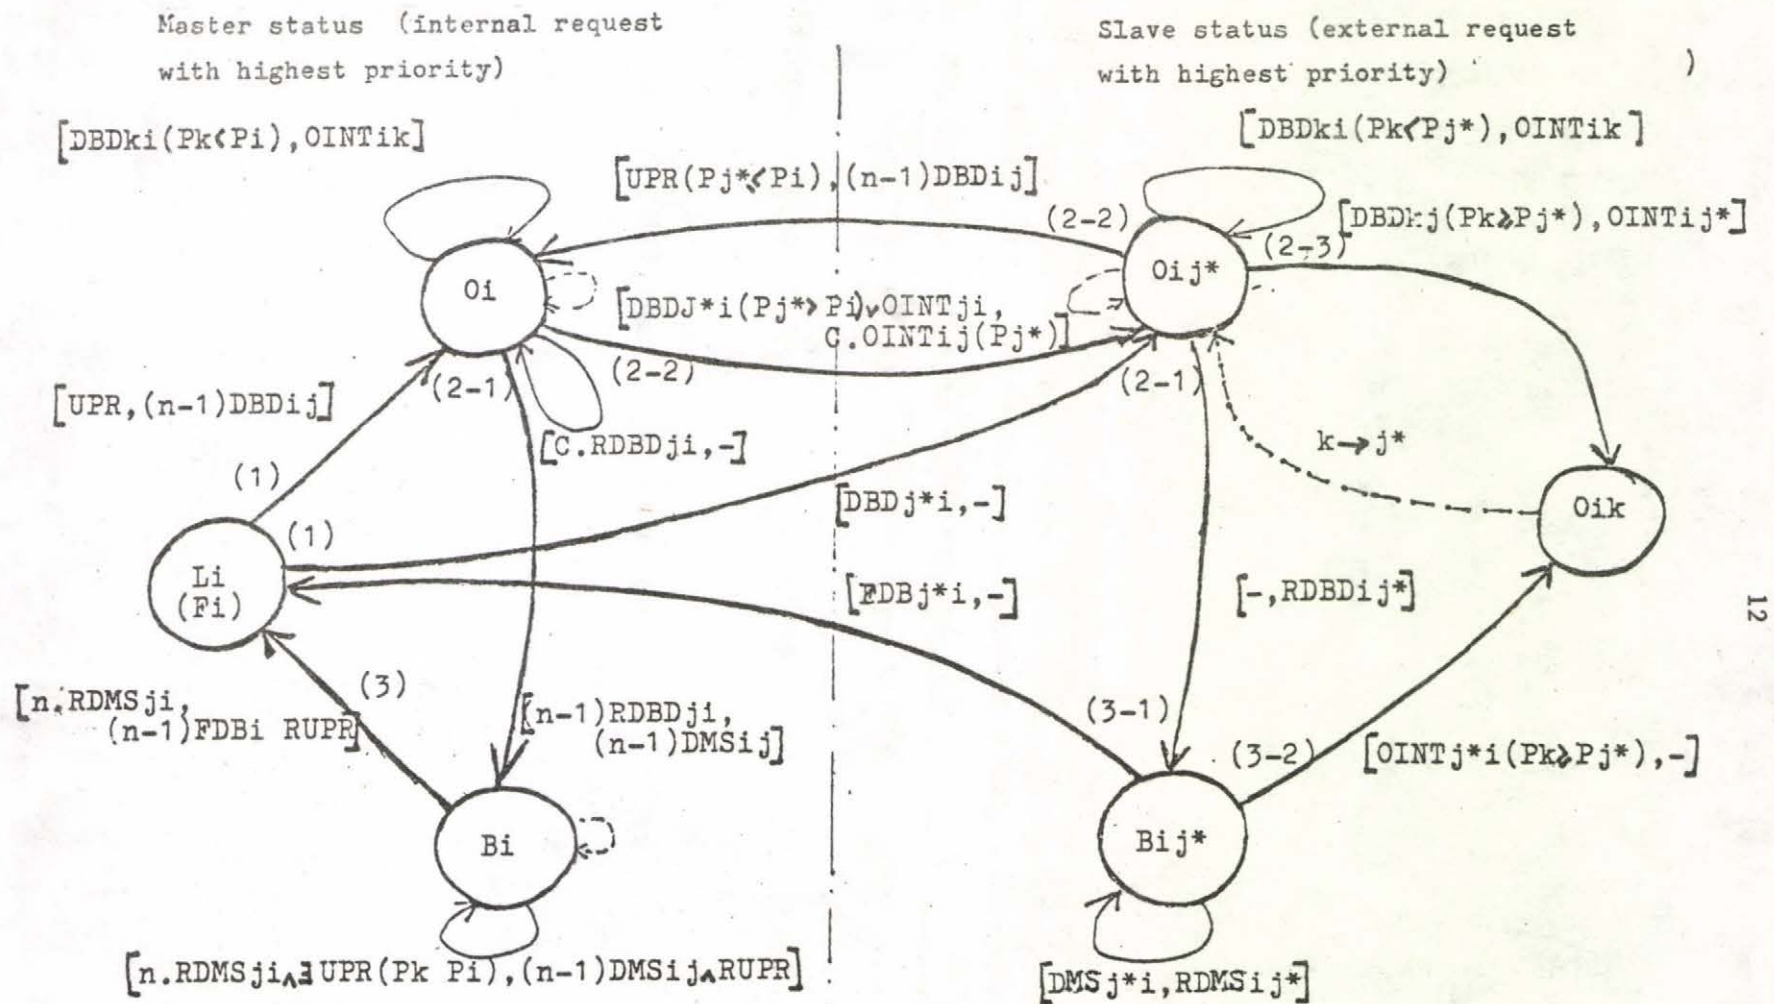 Master status (internal request
with highest priority)
Slave status (external request
with highest priority) )
[DBDki(Pk<Pi),OINTik]
[DBDki(Pk<Pj*),OINTik]
[UPR(Pj*<Pi),(n-1)DBDij]
(2-2)
[DBDkj(Pk⩾Pj*),OINTij*]
(2-3)
Oi
Oij*
[DBDJ*i(Pj*>Pi)vOINTji,
C.OINTij(Pj*)]
(2-1)
(2-2)
(2-1)
[UPR,(n-1)DBDij]
[C.RDBDji,-]
k→j*
(1)
[DBDj*i,-]
Oik
(1)
Li
(Fi)
[FDBj*i,-]
[-,RDBDij*]
12
(3)
[n.RDMSji,
(n-1)FDBi RUPR]
[(n-1)RDBDji,
(n-1)DMSij]
(3-1)
(3-2)
[OINTj*i(Pk⩾Pj*),-]
Bi
Bij*
[n.RDMSji∧∃UPR(Pk Pi),(n-1)DMSij∧RUPR]
[DMSj*i,RDMSij*]